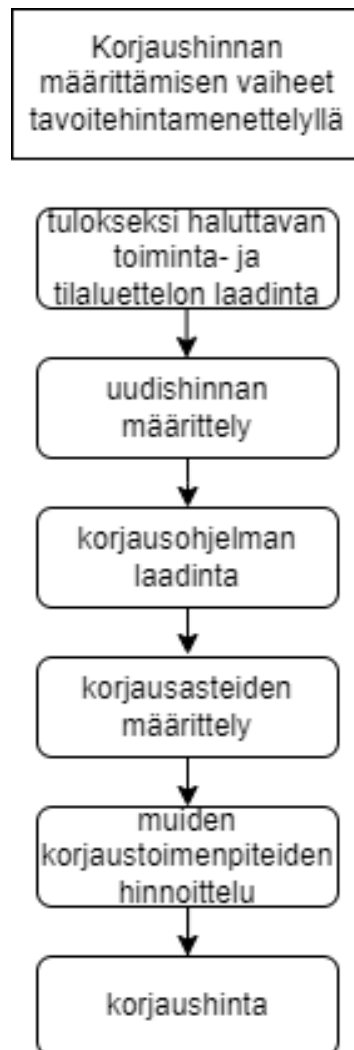 Korjaushinnan
määrittämisen vaiheet
tavoitehintamenettelyllä
tulokseksi haluttavan
toiminta- ja
tilaluettelon laadinta
uudishinnan
määrittely
korjausohjelman
laadinta
korjausasteiden
määrittely
muiden
korjaustoimenpiteiden
hinnoittelu
korjaushinta